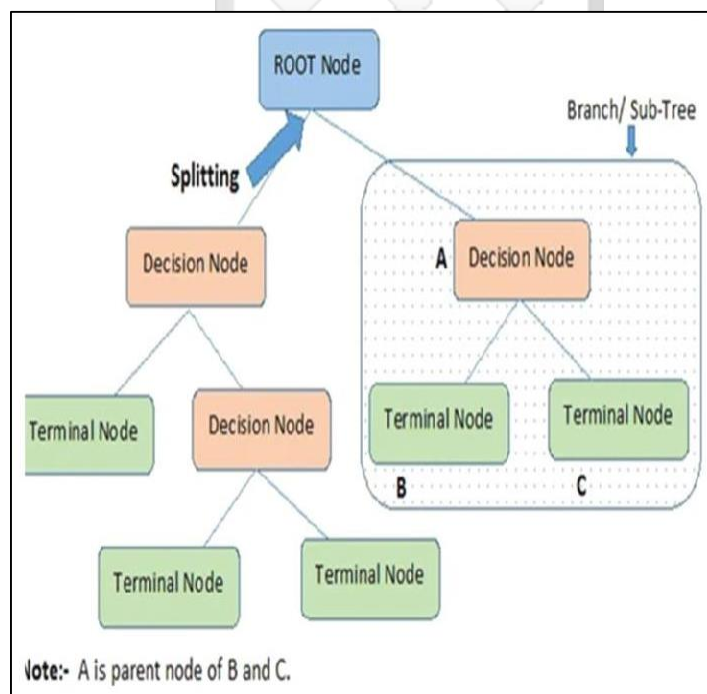 ROOT Node
Branch/ Sub-Tree
Splitting
Decision Node
A
Decision Node
Terminal Node
Decision Node
Terminal Node
Terminal Node
B
C
Terminal Node
Terminal Node
Note:- A is parent node of B and C.